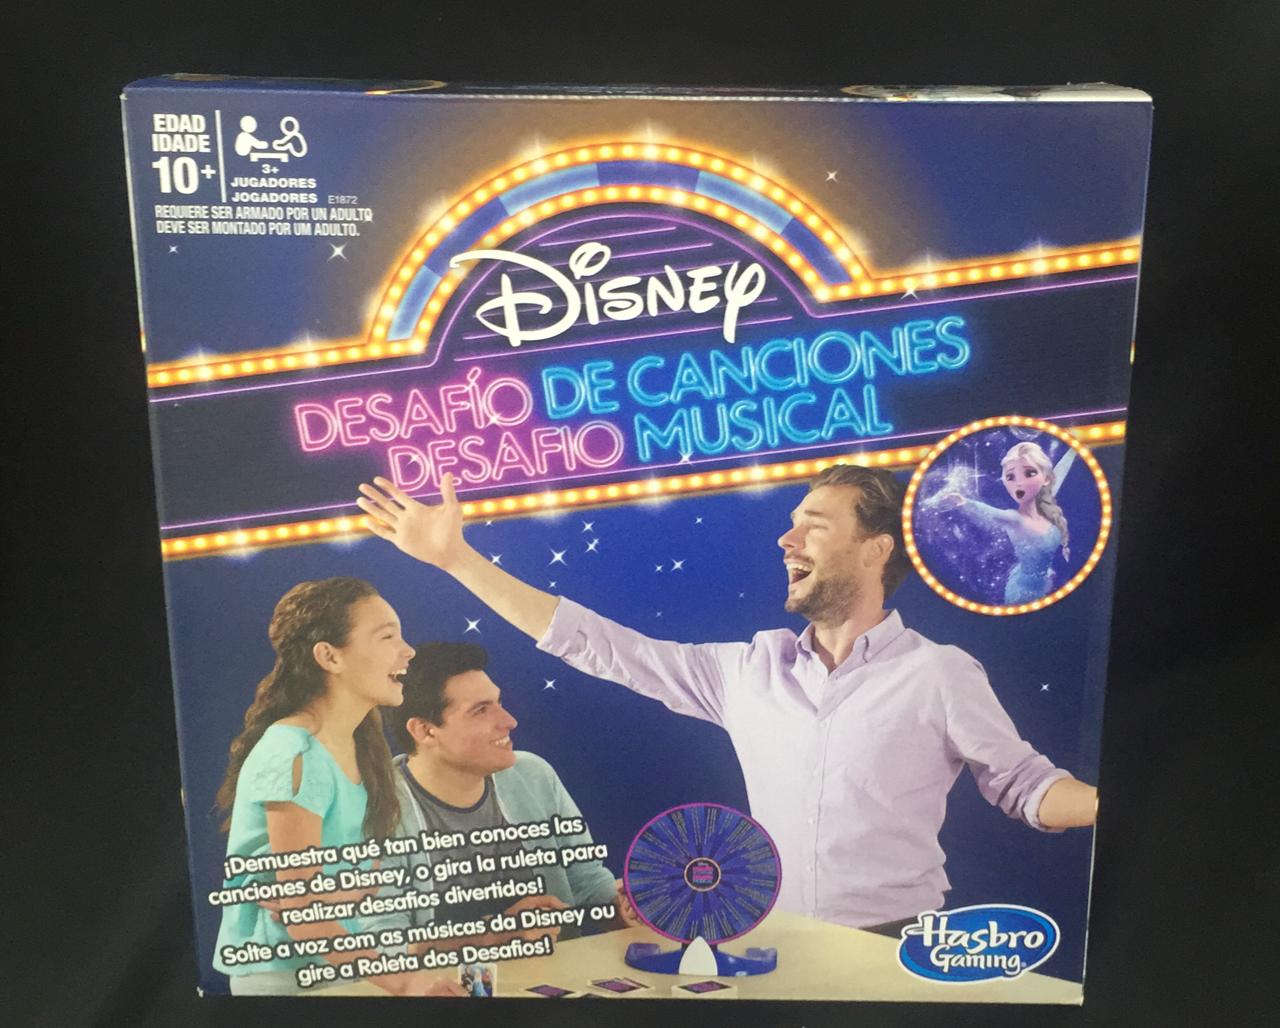 EDAD
IDADE
10+
3+
JUGADORES
JOGADORES E1872
REQUIERE SER ARMADO POR UN ADULTO
DEVE SER MONTADO POR UM ADULTO.
DISNEY
DESAFÍO DE CANCIONES
DESAFIO MUSICAL
¡Demuestra qué tan bien conoces las
canciones de Disney, o gira la ruleta para
realizar desafíos divertidos!
Solte a voz com as músicas da Disney ou
gire a Roleta dos Desafios!
Hasbro
Gaming